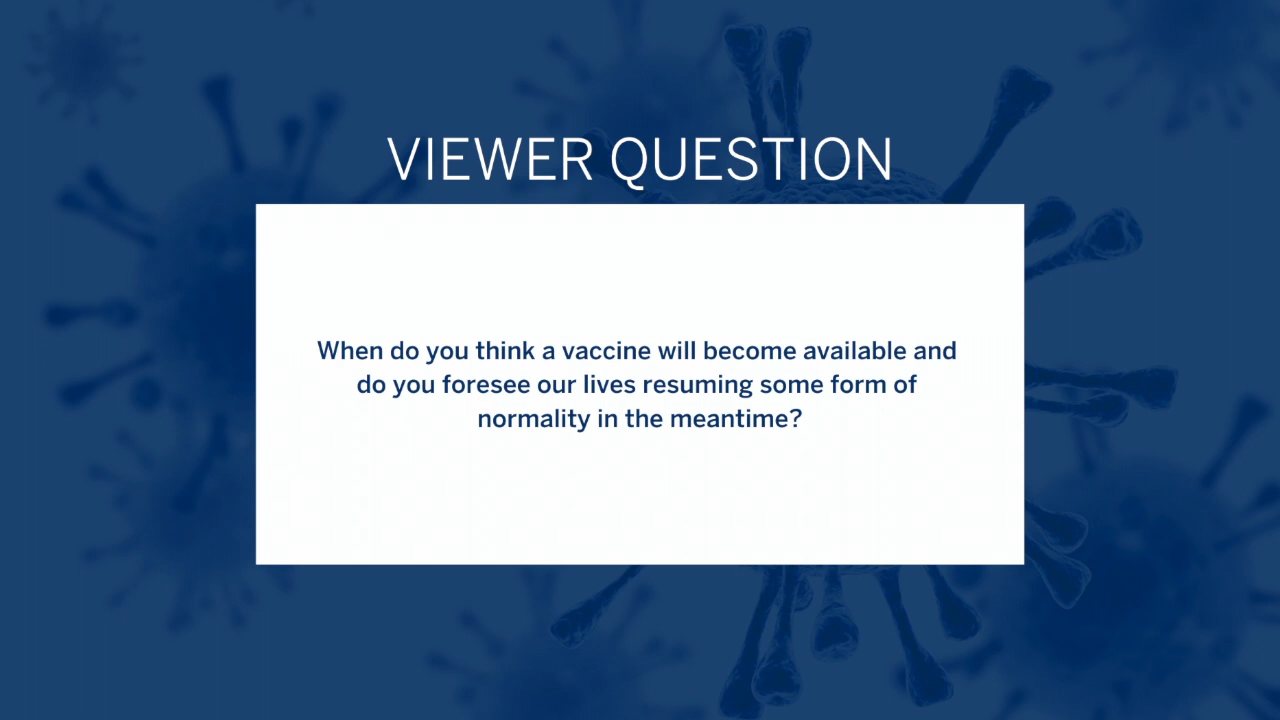 VIEWER QUESTION
When do you think a vaccine will become available and
do you foresee our lives resuming some form of
normality in the meantime?